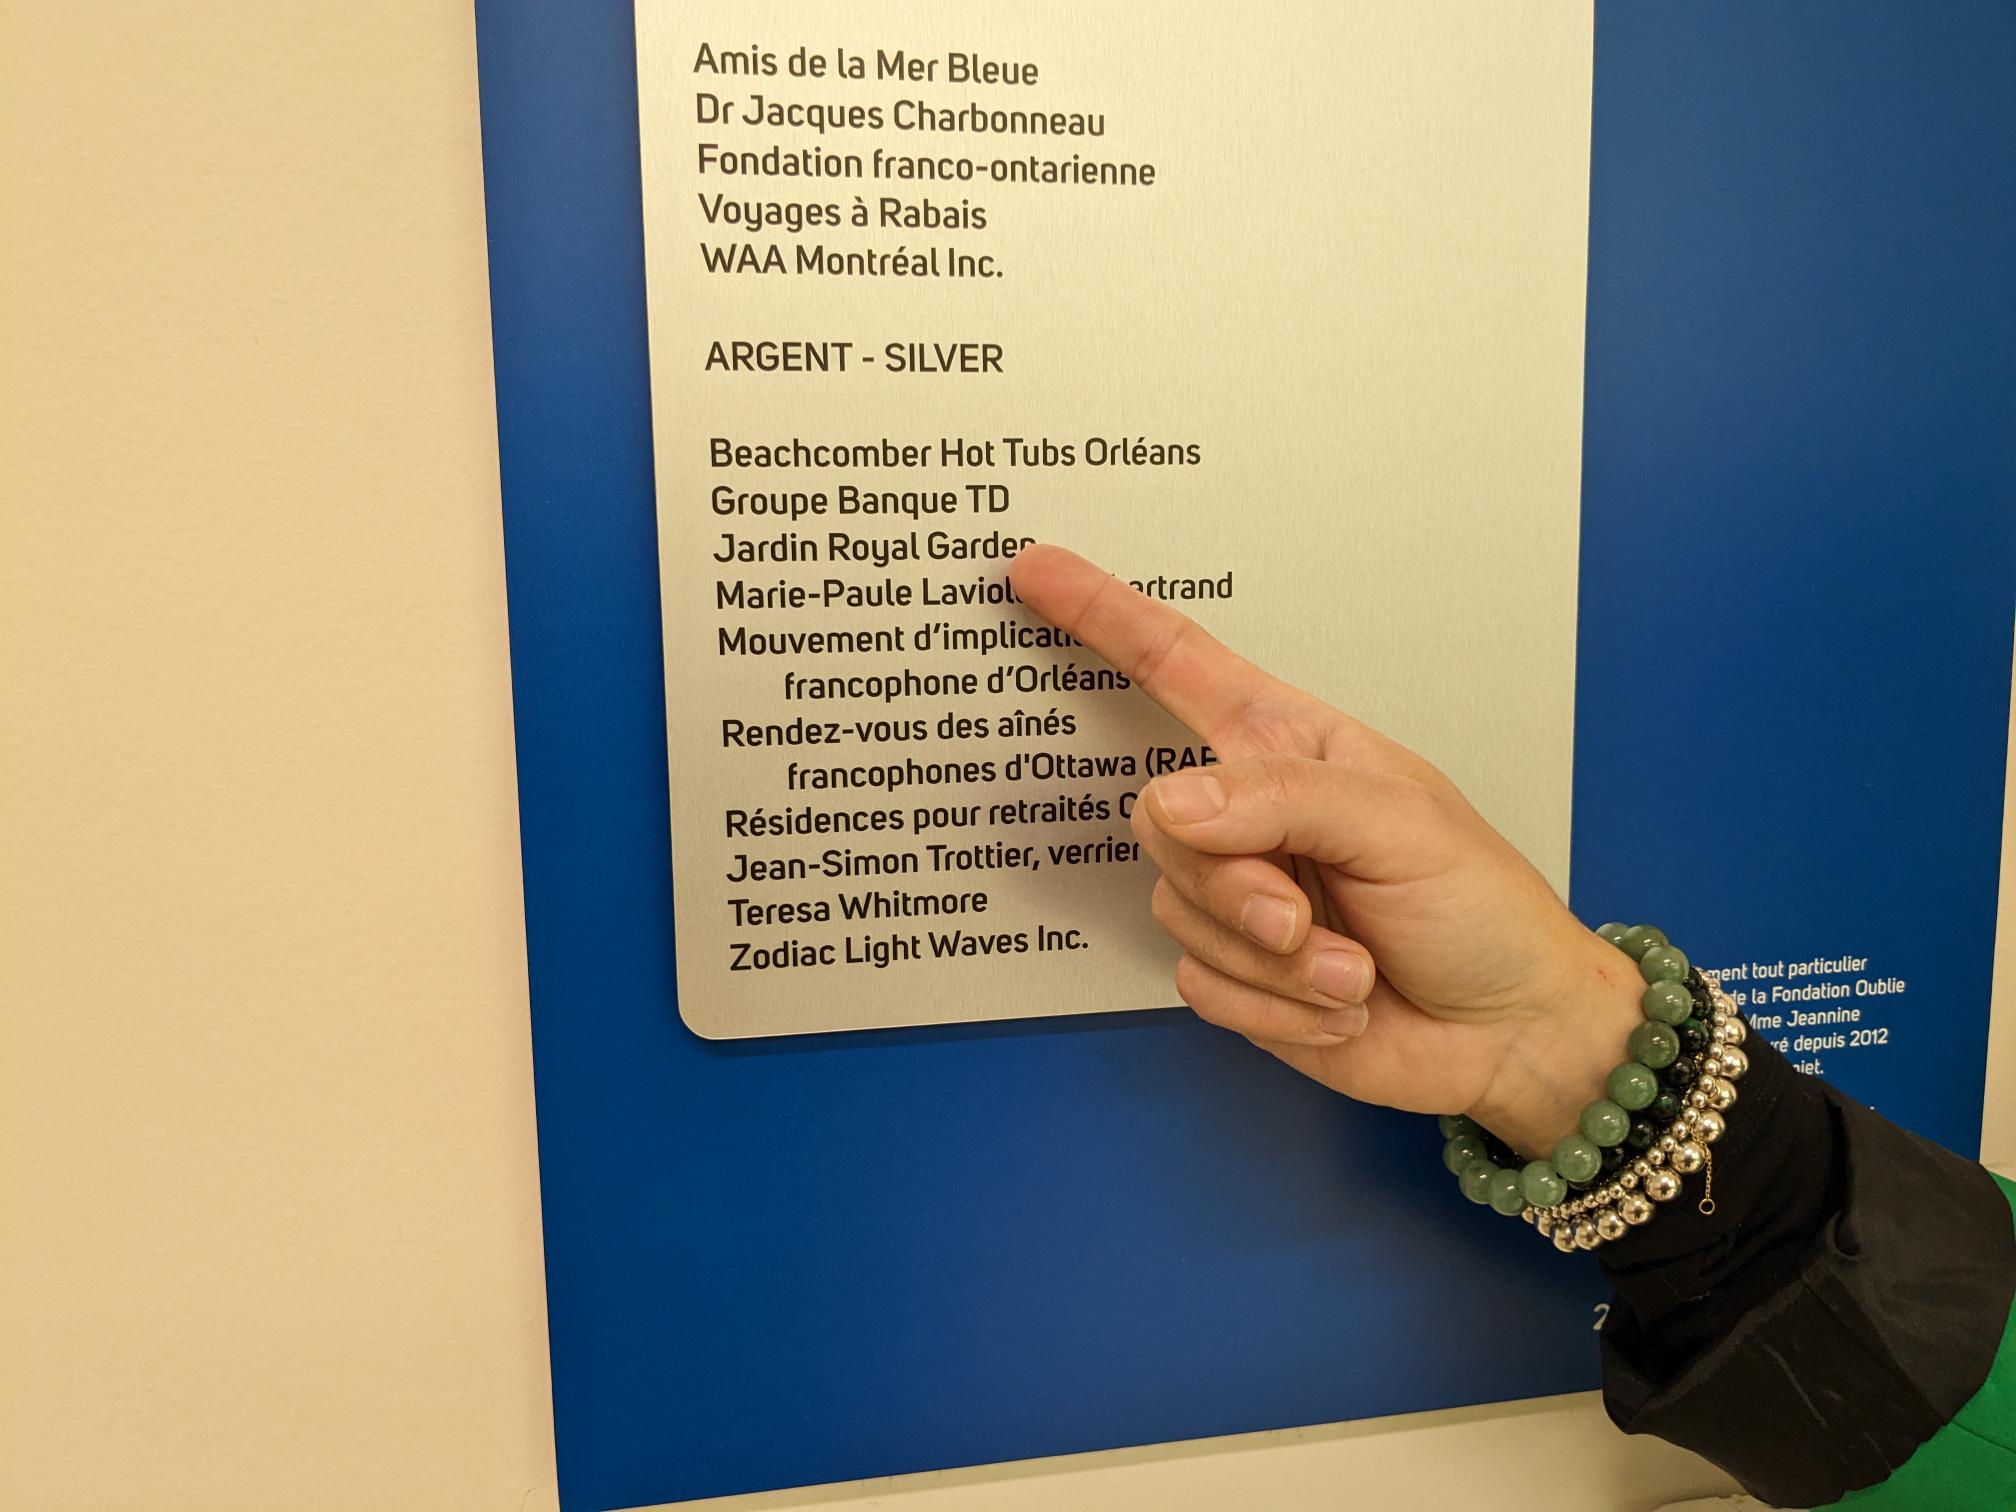 Amis de la Mer Bleue
Dr Jacques Charbonneau
Fondation franco-ontarienne
Voyages à Rabais
WAA Montréal Inc.
ARGENT - SILVER
Beachcomber Hot Tubs Orléans
Groupe Banque TD
Jardin Royal Garden
Marie-Paule
Mouvement d'implication
francophone d'Orléans
Rendez-vous des aînés
francophones d'Ottawa
Résidences pour retraités
Jean-Simon Trottier, verrier
Teresa Whitmore
Zodiac Light Waves Inc.
tout particulier
de la Fondation Oublie
Mme Jeannine
depuis 2012